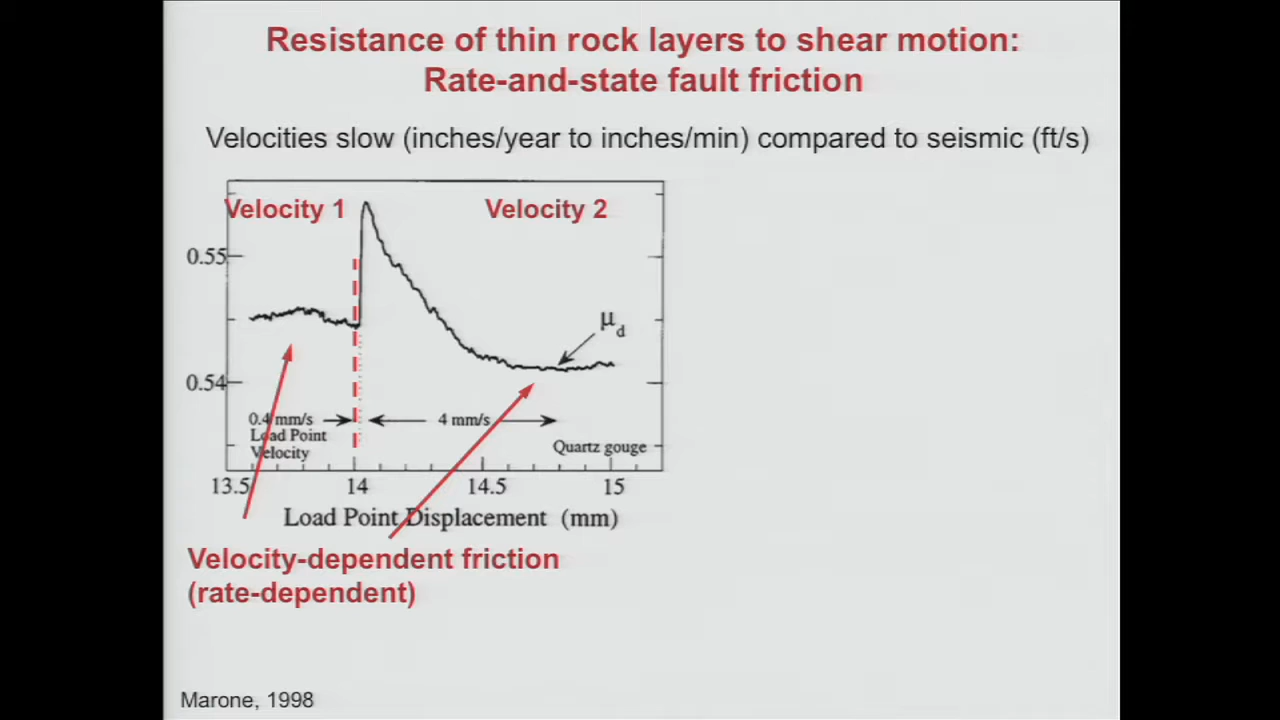 Resistance of thin rock layers to shear motion:
Rate-and-state fault friction
Velocities slow (inches/year to inches/min) compared to seismic (ft/s)
Velocity 1
Velocity 2
0.55
μd
0.54
0.4 mm/s
4 mm/s
Load Point
Velocity
Quartz gouge
13.5
14
14.5
15
Load Point Displacement (mm)
Velocity-dependent friction
(rate-dependent)
Marone, 1998